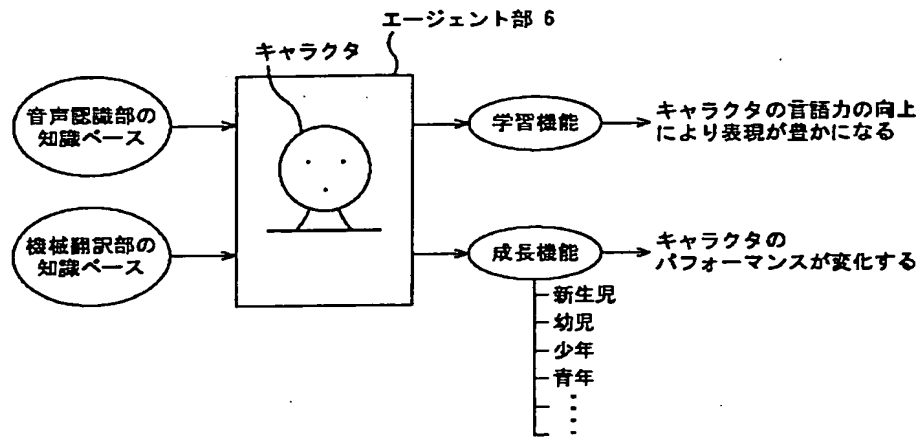 エージェント部 6
キャラクタ
音声認識部の
知識ベース
学習機能
キャラクタの言語力の向上
により表現が豊かになる
機械翻訳部の
知識ベース
成長機能
キャラクタの
パフォーマンスが変化する
新生児
幼児
少年
青年